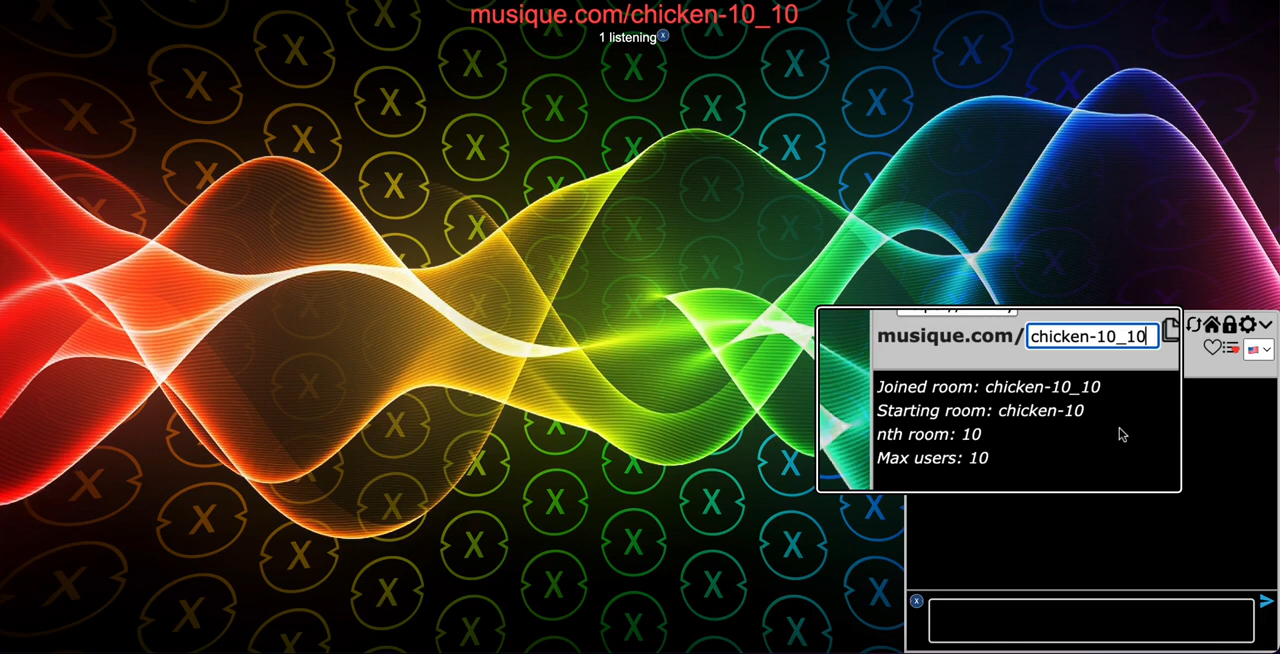 musique.com/chicken-10_10
1 listening
musique.com/ chicken-10_10
Joined room: chicken-10_10
Starting room: chicken-10
nth room: 10
Max users: 10